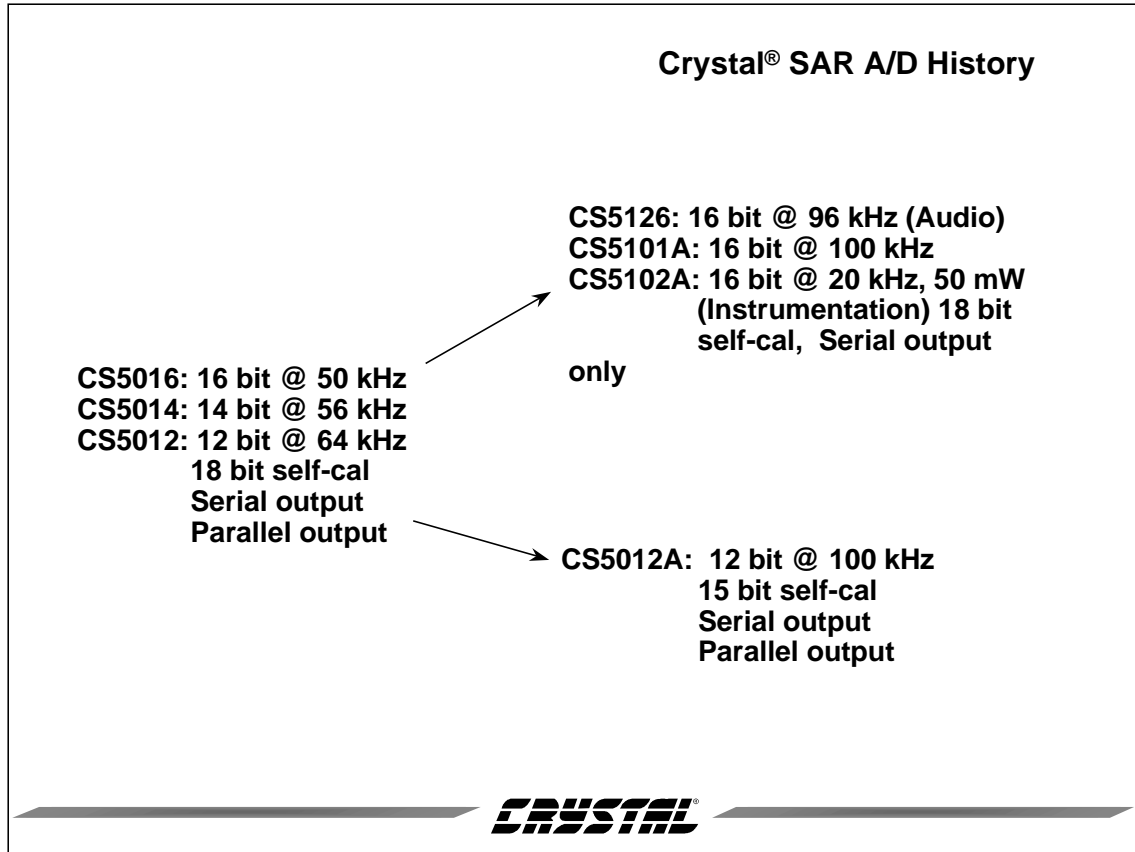 Crystal® SAR A/D History
CS5126: 16 bit @ 96 kHz (Audio)
CS5101A: 16 bit @ 100 kHz
CS5102A: 16 bit @ 20 kHz, 50 mW
(Instrumentation) 18 bit
self-cal, Serial output
only
CS5016: 16 bit @ 50 kHz
CS5014: 14 bit @ 56 kHz
CS5012: 12 bit @ 64 kHz
18 bit self-cal
Serial output
Parallel output
CS5012A: 12 bit @ 100 kHz
15 bit self-cal
Serial output
Parallel output
CRYSTAL®